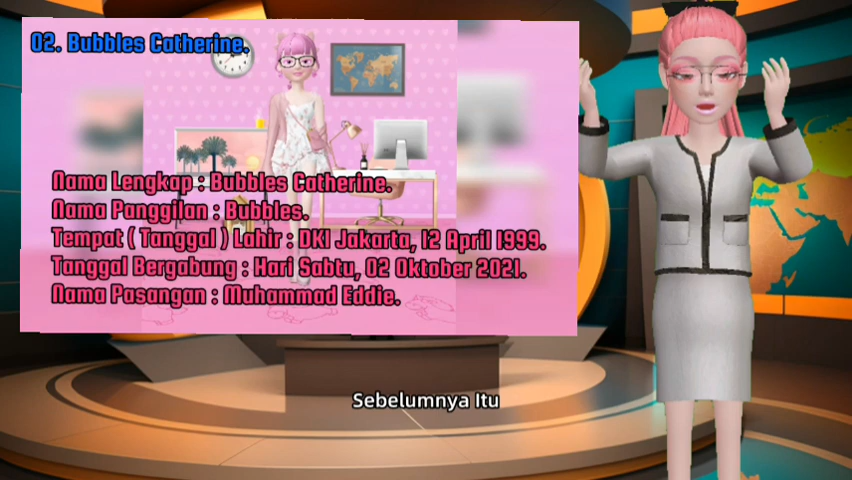 02. Bubbles Catherine.
Nama Lengkap : Bubbles Catherine.
Nama Panggilan : Bubbles.
Tempat ( Tanggal ) Lahir : DKI Jakarta, 12 April 1999.
Tanggal Bergabung : Hari Sabtu, 02 Oktober 2021.
Nama Pasangan : Muhammad Eddie.
Sebelumnya Itu